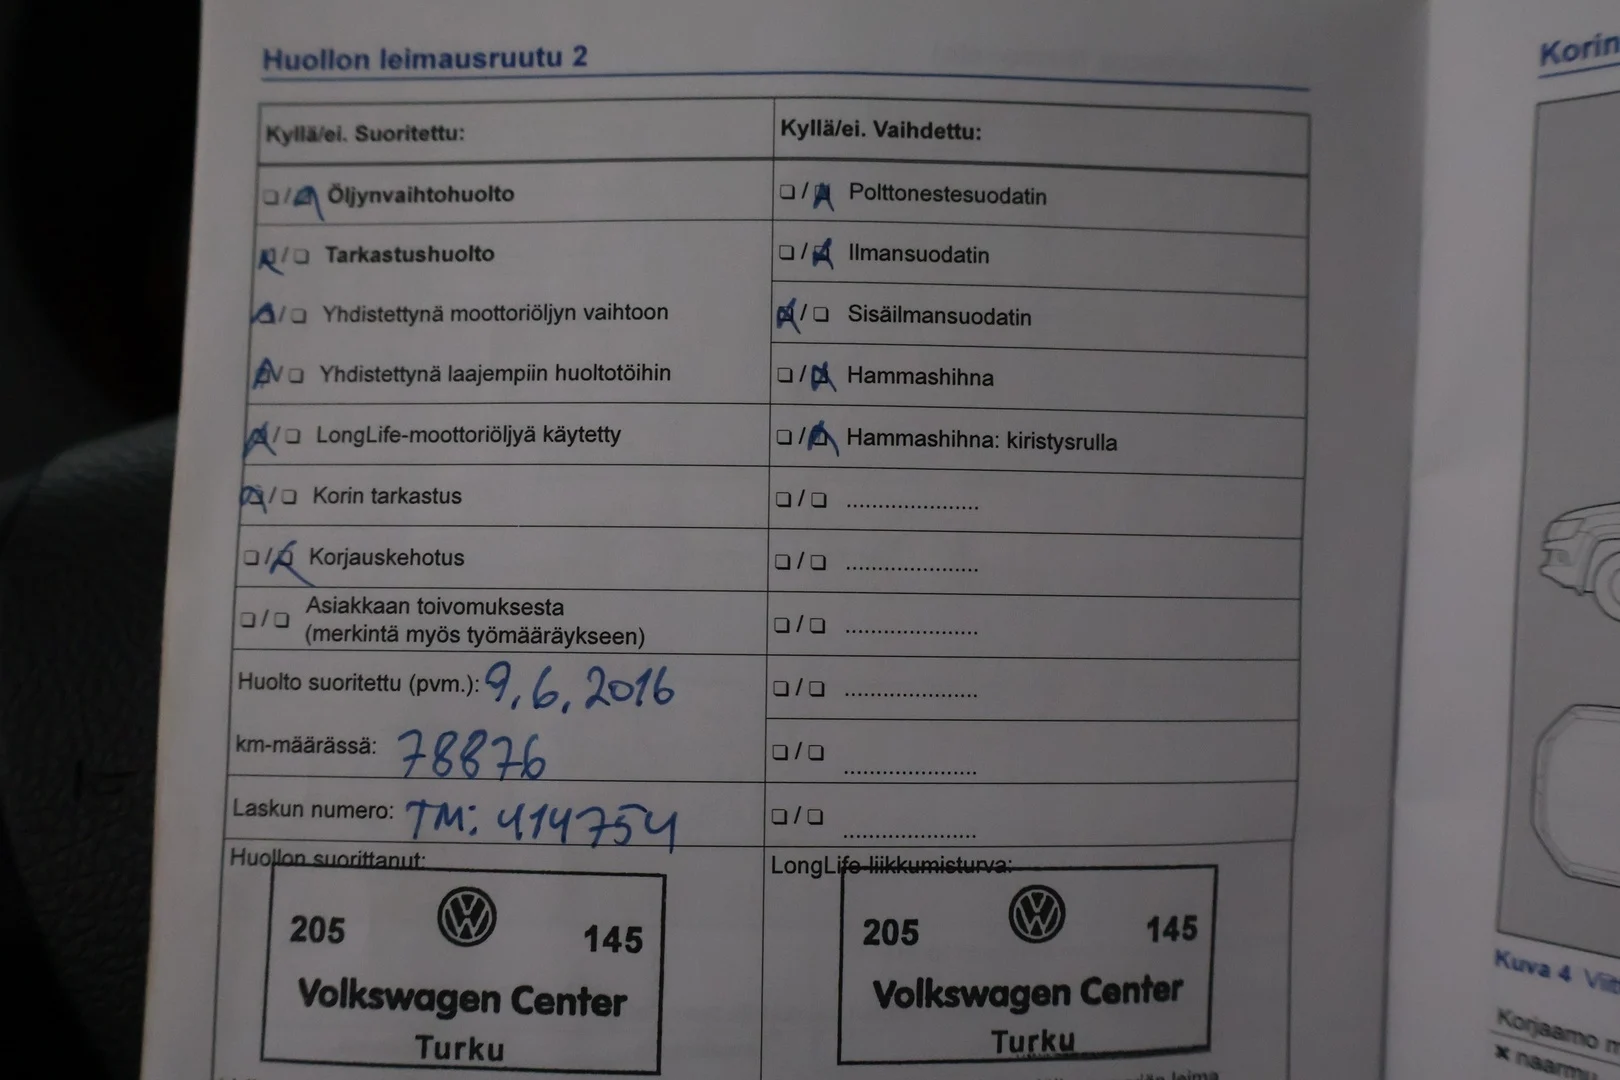 Huollon leimausruutu 2
Kyllä/ei. Suoritettu:
☐/☒ Öljynvaihtohuolto
☒/☐ Tarkastushuolto
☒/☐ Yhdistettynä moottoriöljyn vaihtoon
☒/☐ Yhdistettynä laajempiin huoltotöihin
☒/☐ LongLife-moottoriöljyä käytetty
☒/☐ Korin tarkastus
☐/☒ Korjauskehotus
☐/☐ Asiakkaan toivomuksesta
(merkintä myös työmääräykseen)
Huolto suoritettu (pvm.): 9.6.2016
km-määrässä: 78876
Laskun numero: TM: 414754
Huollon suorittanut:
205 145
Volkswagen Center
Turku
Kyllä/ei. Vaihdettu:
☐/☒ Polttonestesuodatin
☐/☒ Ilmansuodatin
☒/☐ Sisäilmansuodatin
☐/☒ Hammashihna
☐/☒ Hammashihna: kiristysrulla
☐/☐ ......................
☐/☐ ......................
☐/☐ ......................
☐/☐ ......................
☐/☐ ......................
☐/☐ ......................
LongLife-liikkumisturva:
205 145
Volkswagen Center
Turku
leima
Korin
Kuva 4
Korjaamo
x naarmu